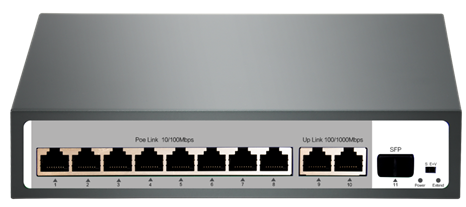 Poe Link 10/100Mbps
Up Link 100/1000Mbps
SFP
1 2 3 4 5 6 7 8 9 10 11
Power
Extend